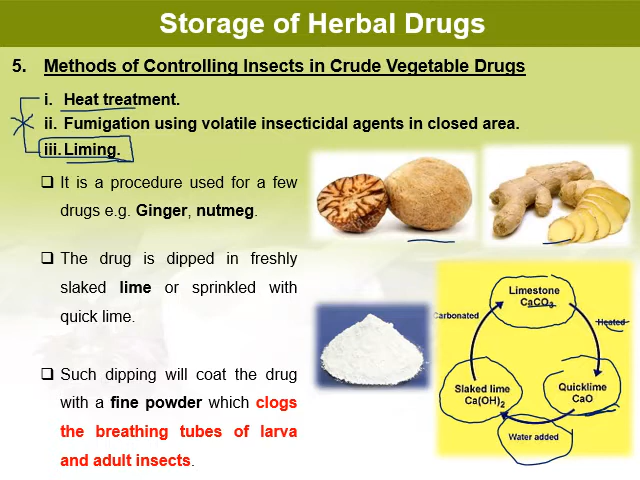 Storage of Herbal Drugs
5. Methods of Controlling Insects in Crude Vegetable Drugs
i. Heat treatment.
ii. Fumigation using volatile insecticidal agents in closed area.
iii. Liming.
❑ It is a procedure used for a few
drugs e.g. Ginger, nutmeg.
❑ The drug is dipped in freshly
slaked lime or sprinkled with
quick lime.
❑ Such dipping will coat the drug
with a fine powder which clogs
the breathing tubes of larva
and adult insects.
Limestone
CaCO₃
Carbonated
Heated
Slaked lime
Ca(OH)₂
Quicklime
CaO
Water added